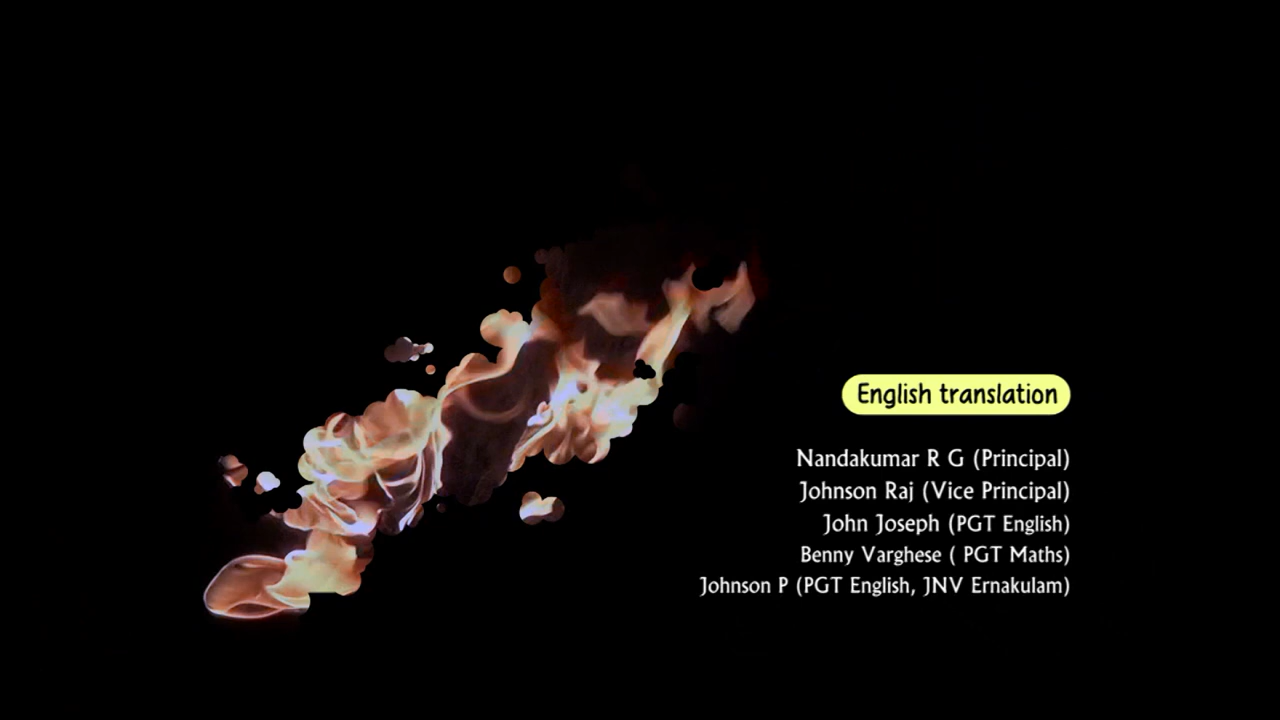 English translation
Nandakumar R G (Principal)
Johnson Raj (Vice Principal)
John Joseph (PGT English)
Benny Varghese ( PGT Maths)
Johnson P (PGT English, JNV Ernakulam)